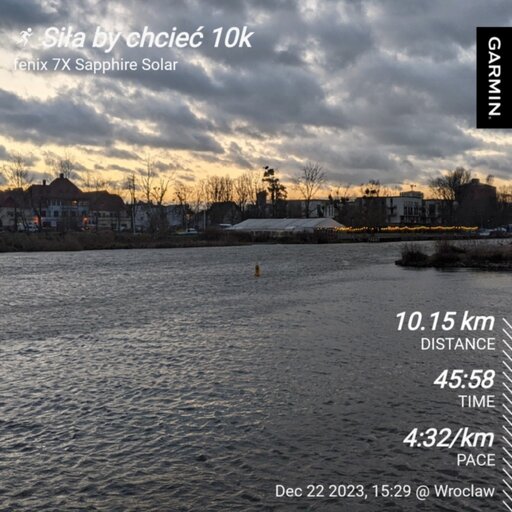 Siła by chcieć 10k
fenix 7X Sapphire Solar
GARMIN.
10.15 km
DISTANCE
45:58
TIME
4:32/km
PACE
Dec 22 2023, 15:29 @ Wroclaw